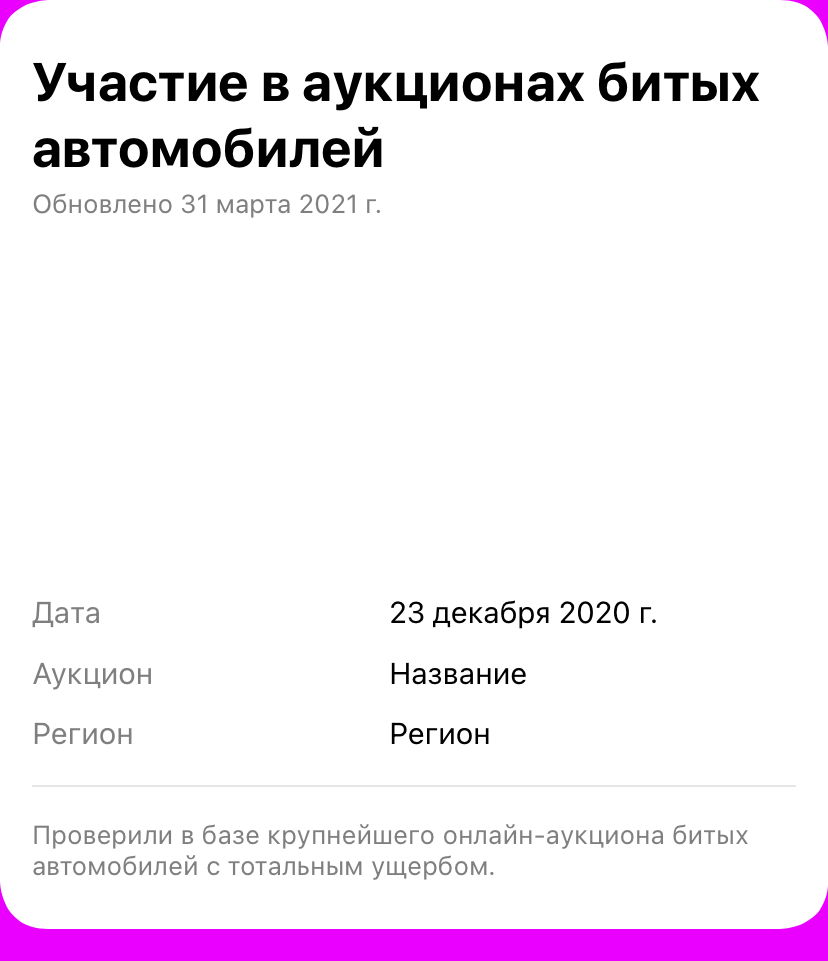 Участие в аукционах битых
автомобилей
Обновлено 31 марта 2021 г.
Дата 23 декабря 2020 г.
Аукцион Название
Регион Регион
Проверили в базе крупнейшего онлайн-аукциона битых
автомобилей с тотальным ущербом.